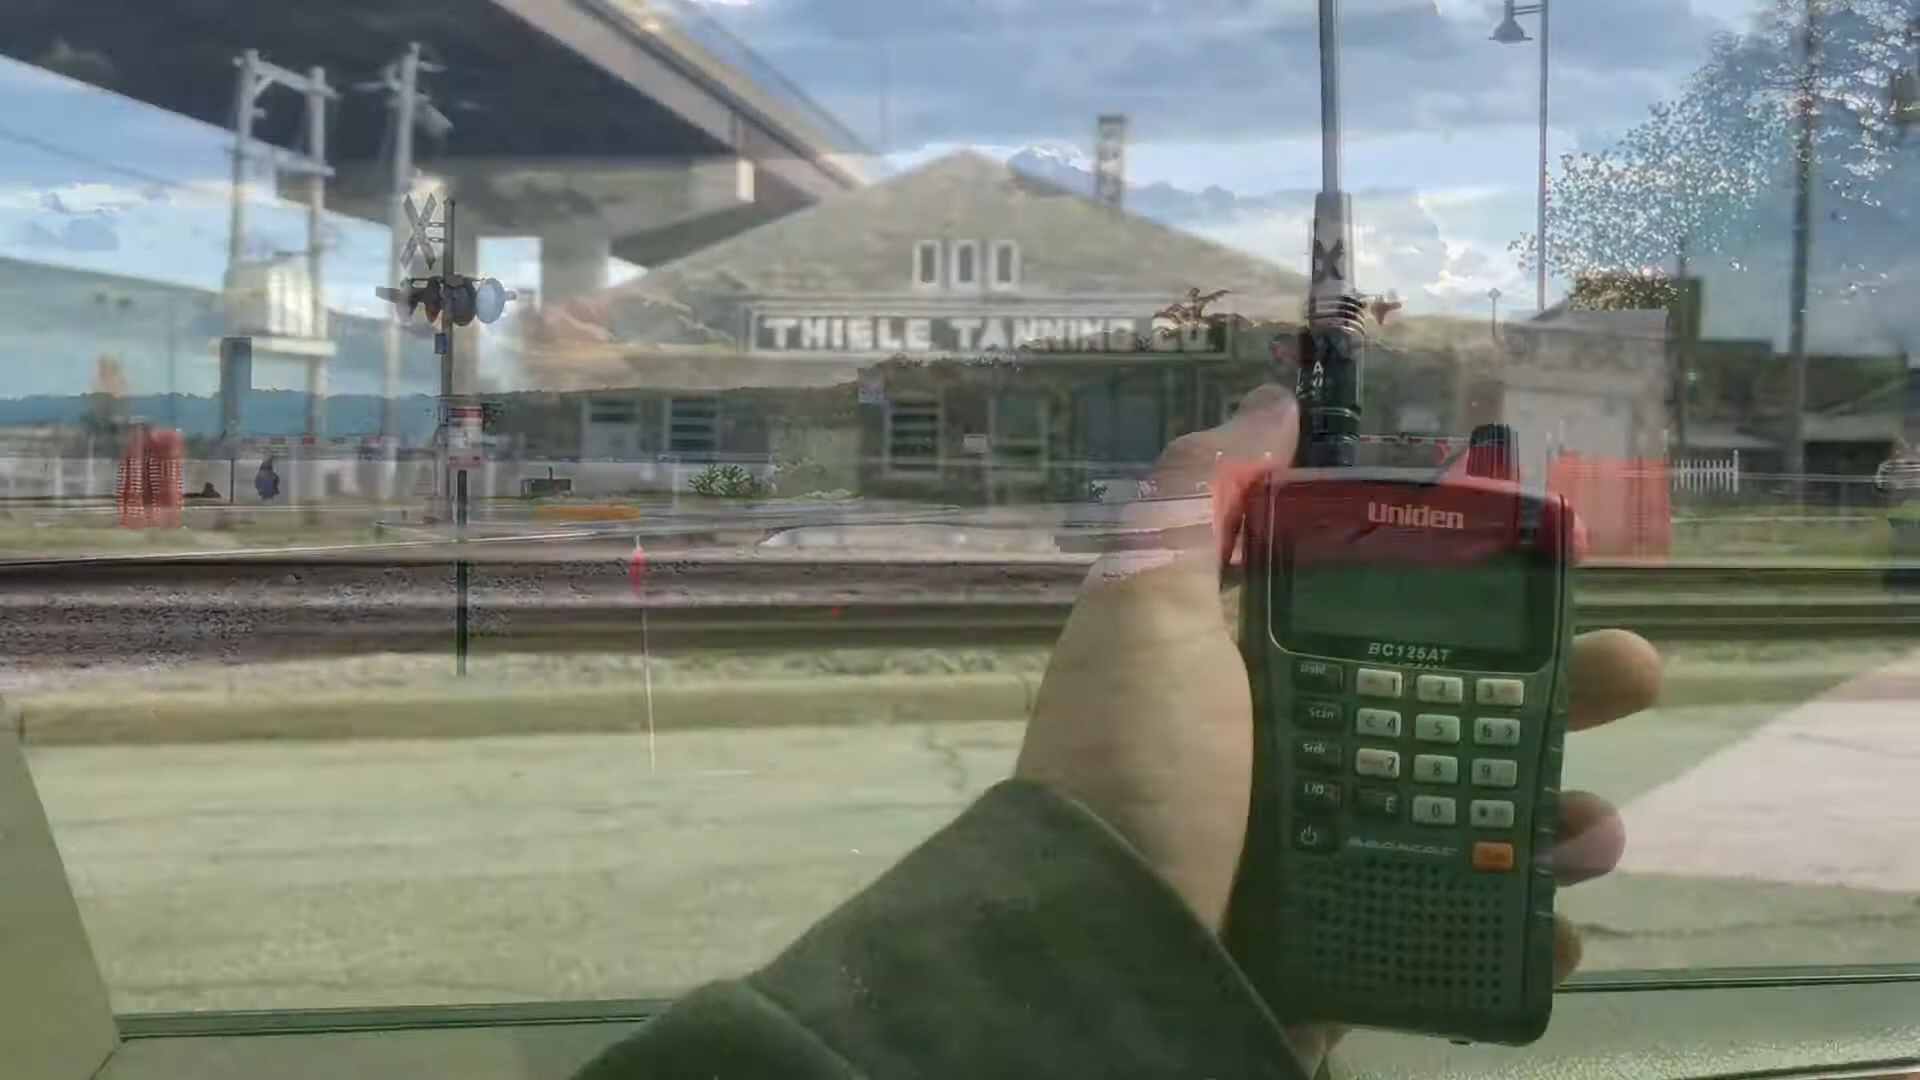 THIELE TANNING CO
Uniden
BC125AT
Hold
1
2
3
Scan
< 4
5
6 >
Srch
7
8
9
L/O
E
0